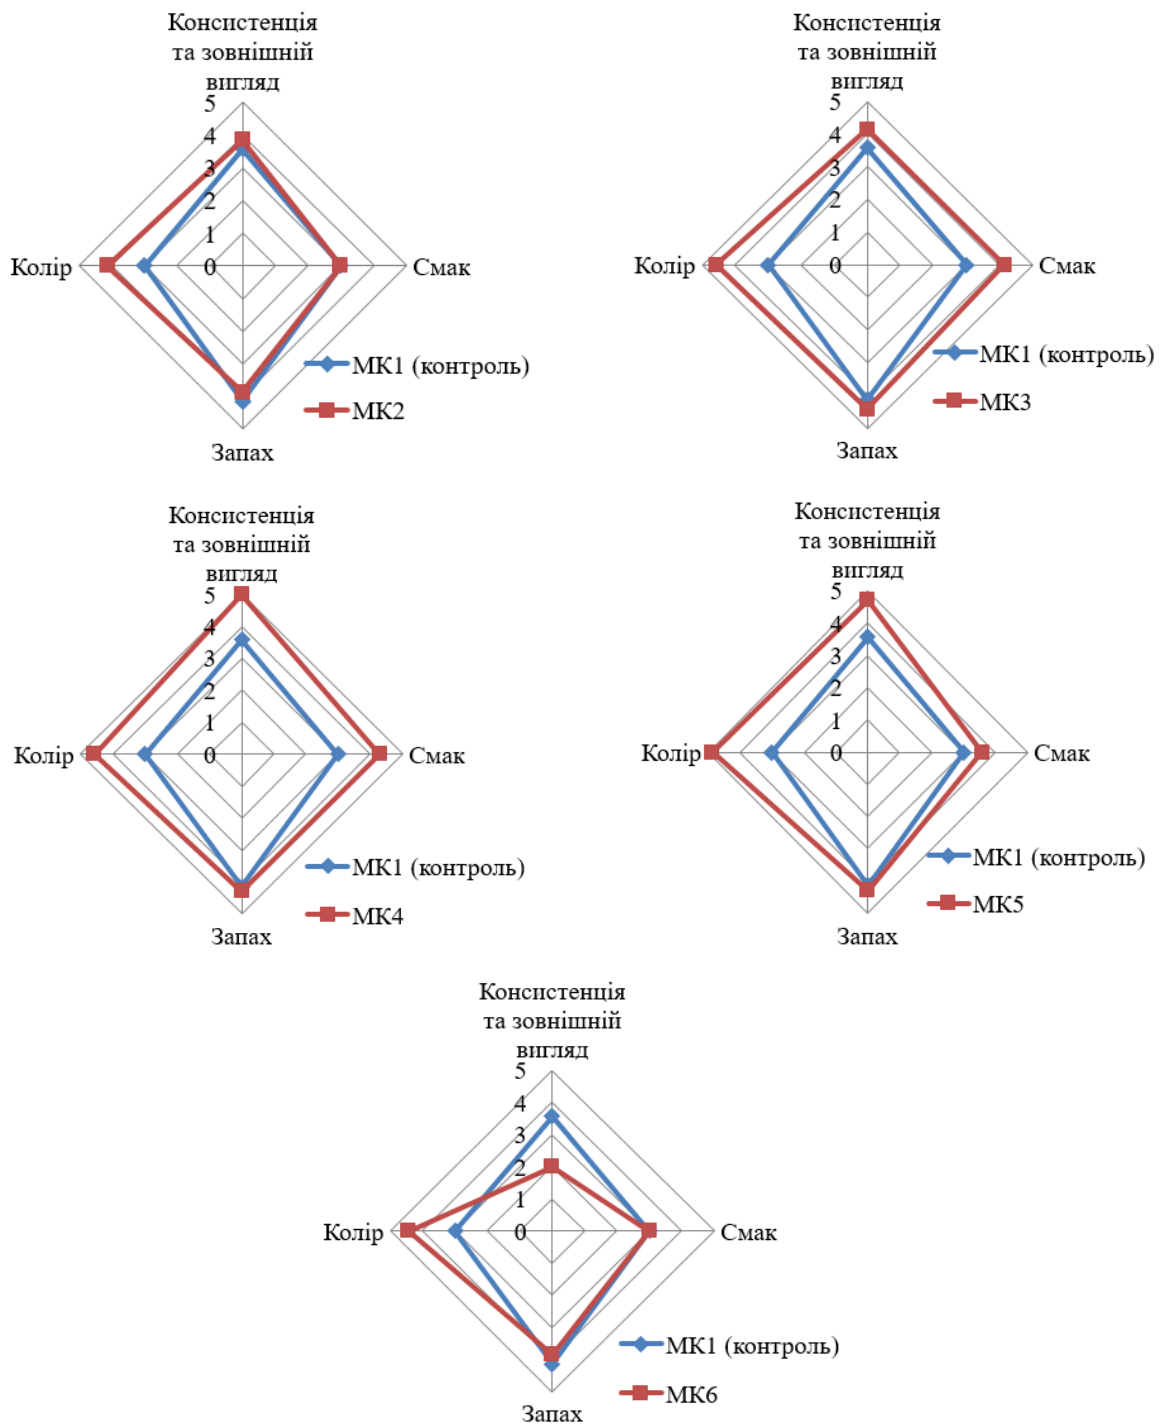 Консистенція
та зовнішній
вигляд
5
4
3
2
1
0
Колір
Смак
МК1 (контроль)
МК2
Запах
Консистенція
та зовнішній
вигляд
5
4
3
2
1
0
Колір
Смак
МК1 (контроль)
МК3
Запах
Консистенція
та зовнішній
вигляд
5
4
3
2
1
0
Колір
Смак
МК1 (контроль)
МК4
Запах
Консистенція
та зовнішній
вигляд
5
4
3
2
1
0
Колір
Смак
МК1 (контроль)
МК5
Запах
Консистенція
та зовнішній
вигляд
5
4
3
2
1
0
Колір
Смак
МК1 (контроль)
МК6
Запах